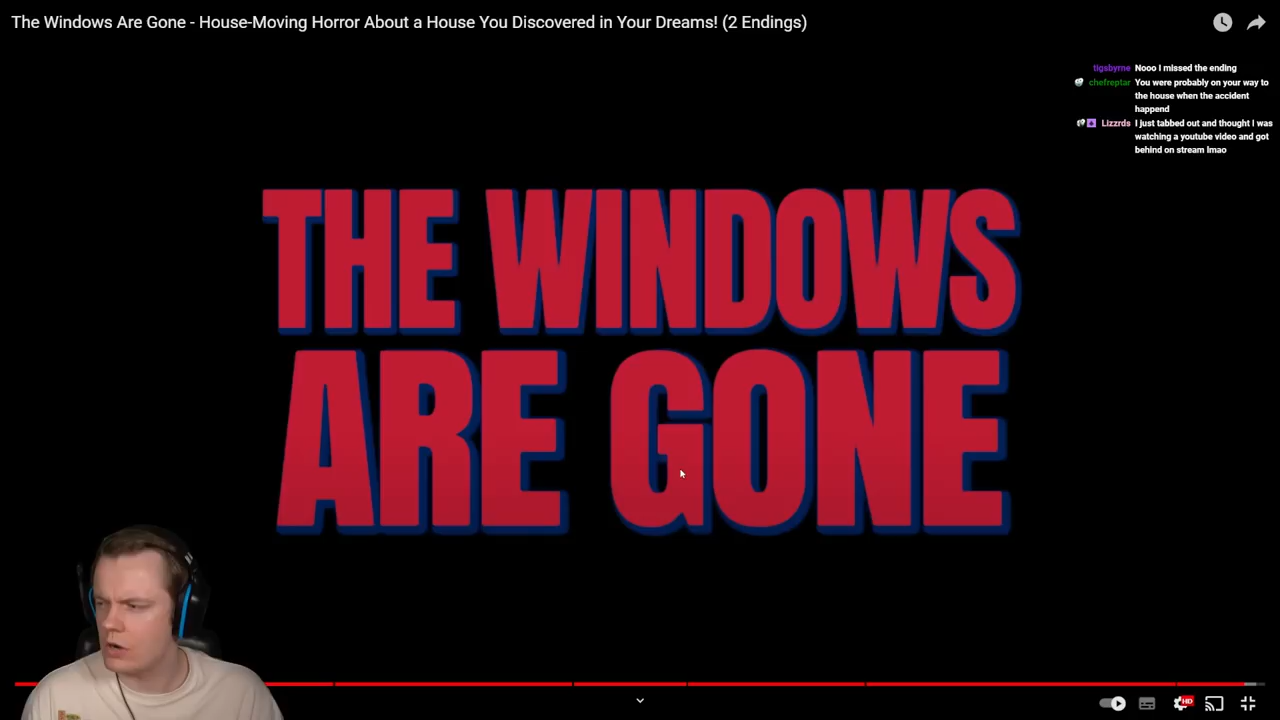 The Windows Are Gone - House-Moving Horror About a House You Discovered in Your Dreams! (2 Endings)
tigsbyrne Nooo I missed the ending
chefreptar You were probably on your way to
the house when the accident
happend
Lizzrds I just tabbed out and thought I was
watching a youtube video and got
behind on stream lmao
THE WINDOWS
ARE GONE
HD